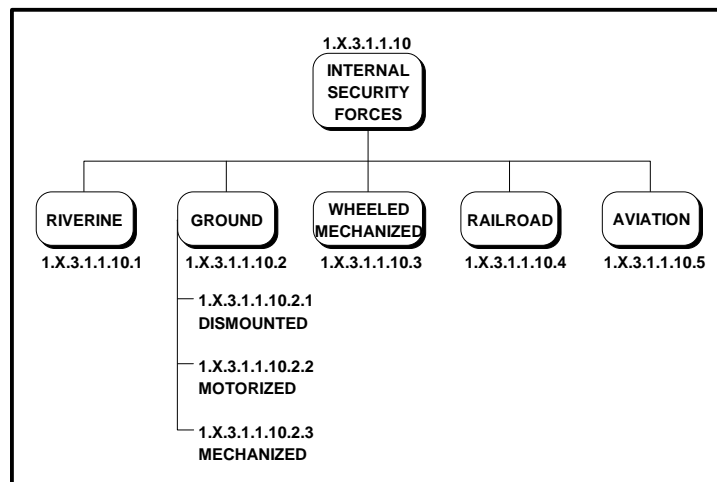 1.X.3.1.1.10
INTERNAL
SECURITY
FORCES
RIVERINE
1.X.3.1.1.10.1
GROUND
1.X.3.1.1.10.2
1.X.3.1.1.10.2.1
DISMOUNTED
1.X.3.1.1.10.2.2
MOTORIZED
1.X.3.1.1.10.2.3
MECHANIZED
WHEELED
MECHANIZED
1.X.3.1.1.10.3
RAILROAD
1.X.3.1.1.10.4
AVIATION
1.X.3.1.1.10.5